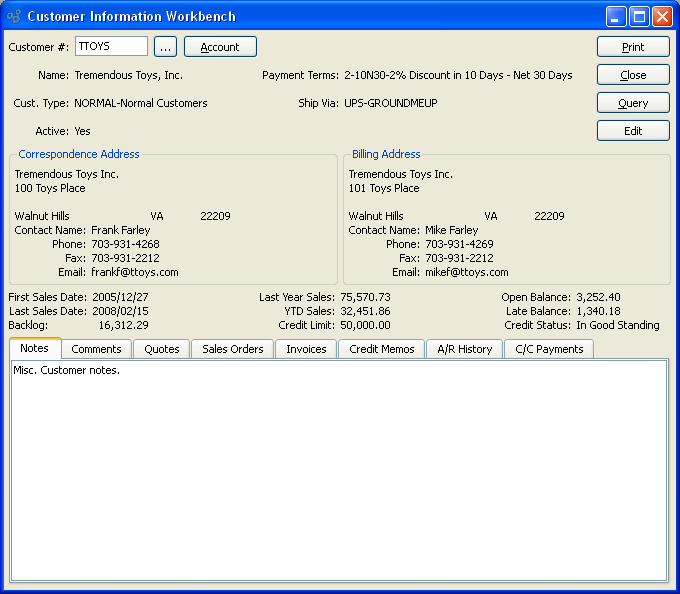 Customer Information Workbench
Customer #: TTOYS ... Account Print
Name: Tremendous Toys, Inc. Payment Terms: 2-10N30-2% Discount in 10 Days - Net 30 Days Close
Cust. Type: NORMAL-Normal Customers Ship Via: UPS-GROUNDMEUP Query
Active: Yes Edit
Correspondence Address
Tremendous Toys Inc.
100 Toys Place
Walnut Hills VA 22209
Contact Name: Frank Farley
Phone: 703-931-4268
Fax: 703-931-2212
Email: frankf@ttoys.com
Billing Address
Tremendous Toys Inc.
101 Toys Place
Walnut Hills VA 22209
Contact Name: Mike Farley
Phone: 703-931-4269
Fax: 703-931-2212
Email: mikef@ttoys.com
First Sales Date: 2005/12/27 Last Year Sales: 75,570.73 Open Balance: 3,252.40
Last Sales Date: 2008/02/15 YTD Sales: 32,451.86 Late Balance: 1,340.18
Backlog: 16,312.29 Credit Limit: 50,000.00 Credit Status: In Good Standing
Notes Comments Quotes Sales Orders Invoices Credit Memos A/R History C/C Payments
Misc. Customer notes.